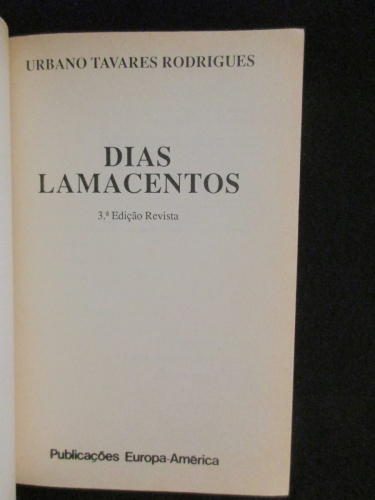 URBANO TAVARES RODRIGUES
DIAS
LAMACENTOS
3.ª Edição Revista
Publicações Europa-América